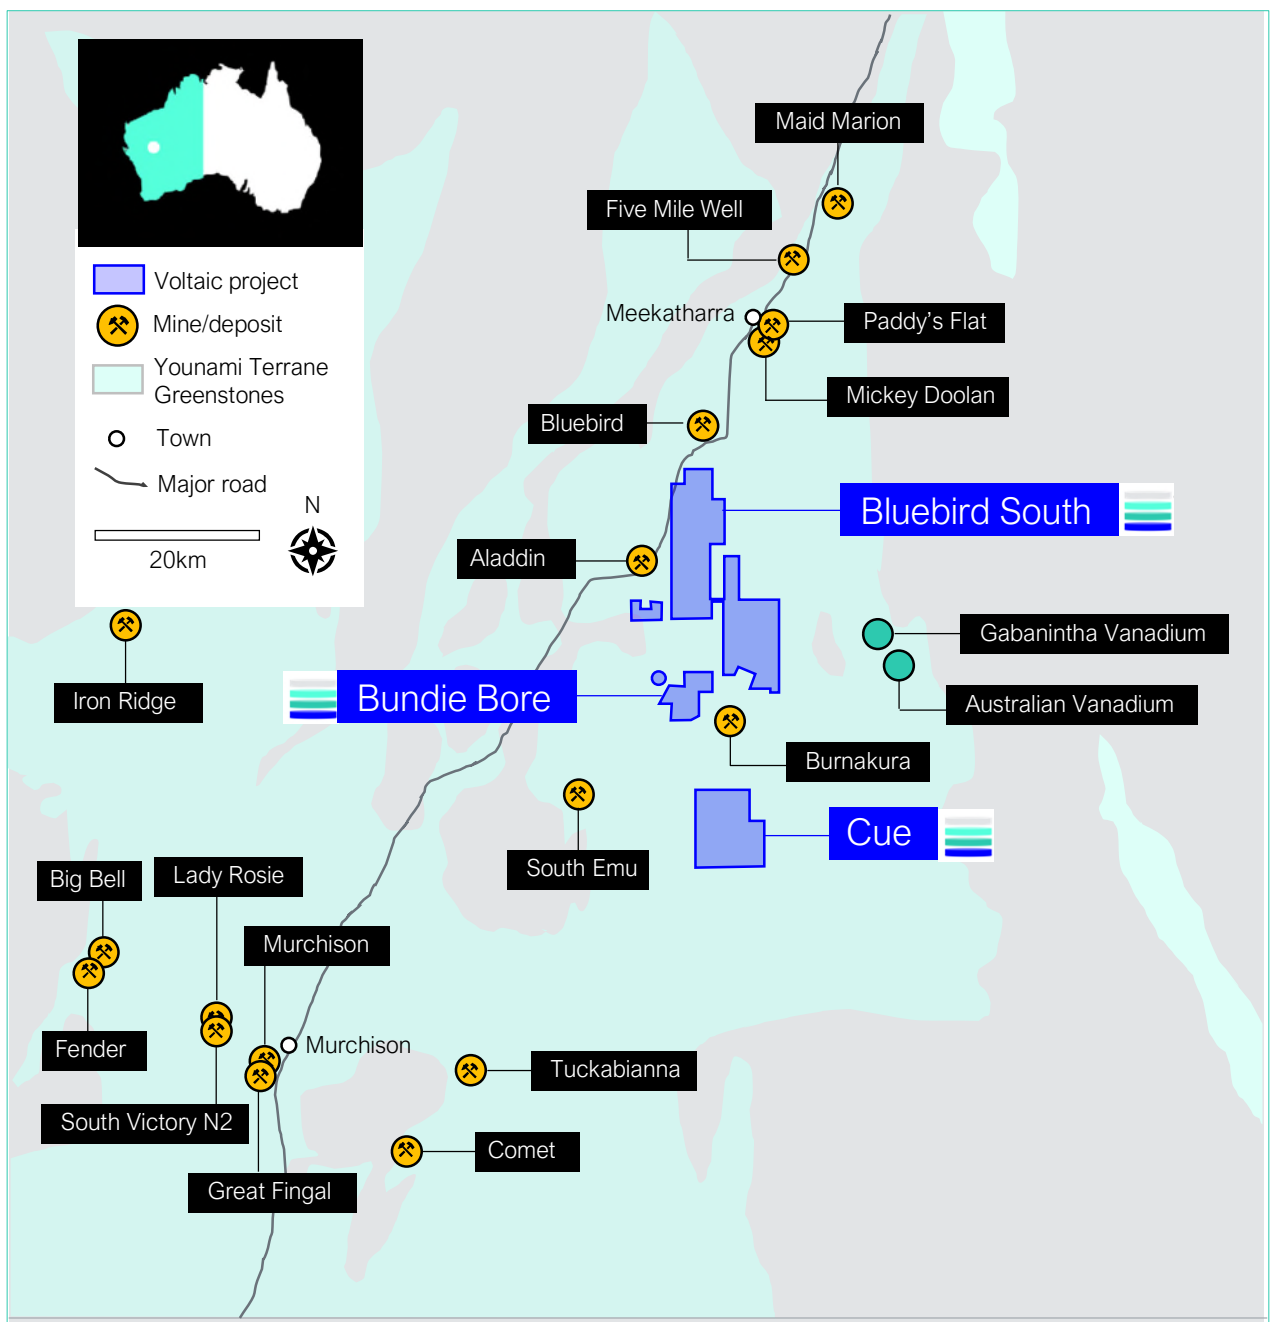 Maid Marion
Five Mile Well
Voltaic project
Mine/deposit
Meekatharra
Paddy's Flat
Younami Terrane
Greenstones
Mickey Doolan
Bluebird
Town
Major road
N
Bluebird South
20km
Aladdin
Gabanintha Vanadium
Iron Ridge
Bundie Bore
Australian Vanadium
Burnakura
Cue
South Emu
Big Bell
Lady Rosie
Murchison
Fender
Murchison
Tuckabianna
South Victory N2
Comet
Great Fingal